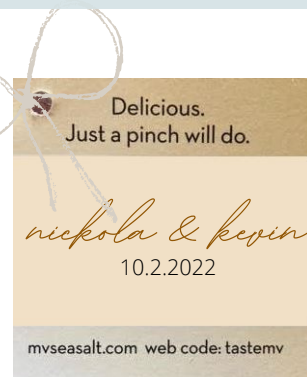 Delicious.
Just a pinch will do.
nickola & kevin
10.2.2022
mvseasalt.com web code: tastemv